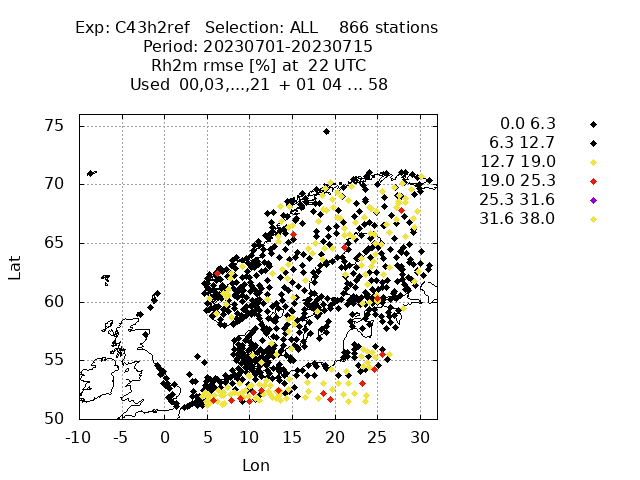 Exp: C43h2ref   Selection: ALL    866 stations
Period: 20230701-20230715
Rh2m rmse [%] at  22 UTC
Used  00,03,...,21 + 01 04 ... 58
75
70
65
60
55
50
Lat
-10 -5 0 5 10 15 20 25 30
Lon
0.0 6.3
6.3 12.7
12.7 19.0
19.0 25.3
25.3 31.6
31.6 38.0